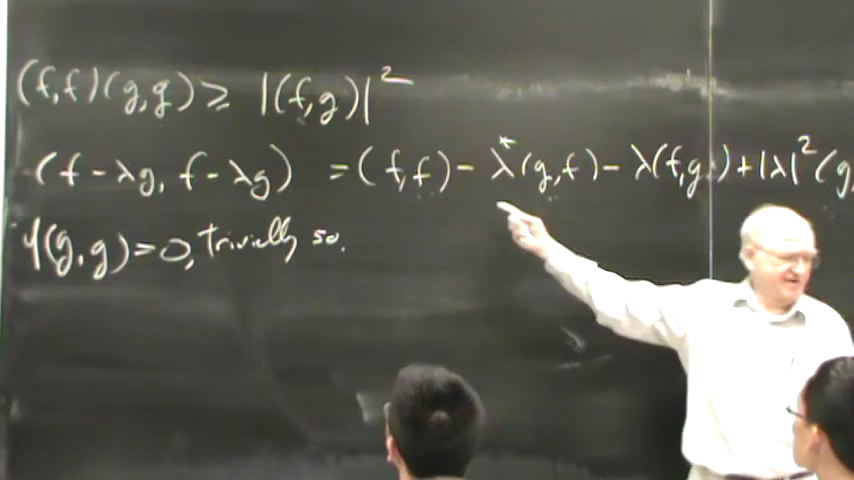 (f,f)(g,g) ≥ |(f,g)|²
(f - λg, f - λg) = (f,f) - λ*(g,f) - λ(f,g) + |λ|²(g,
If (g,g) = 0, trivially so.